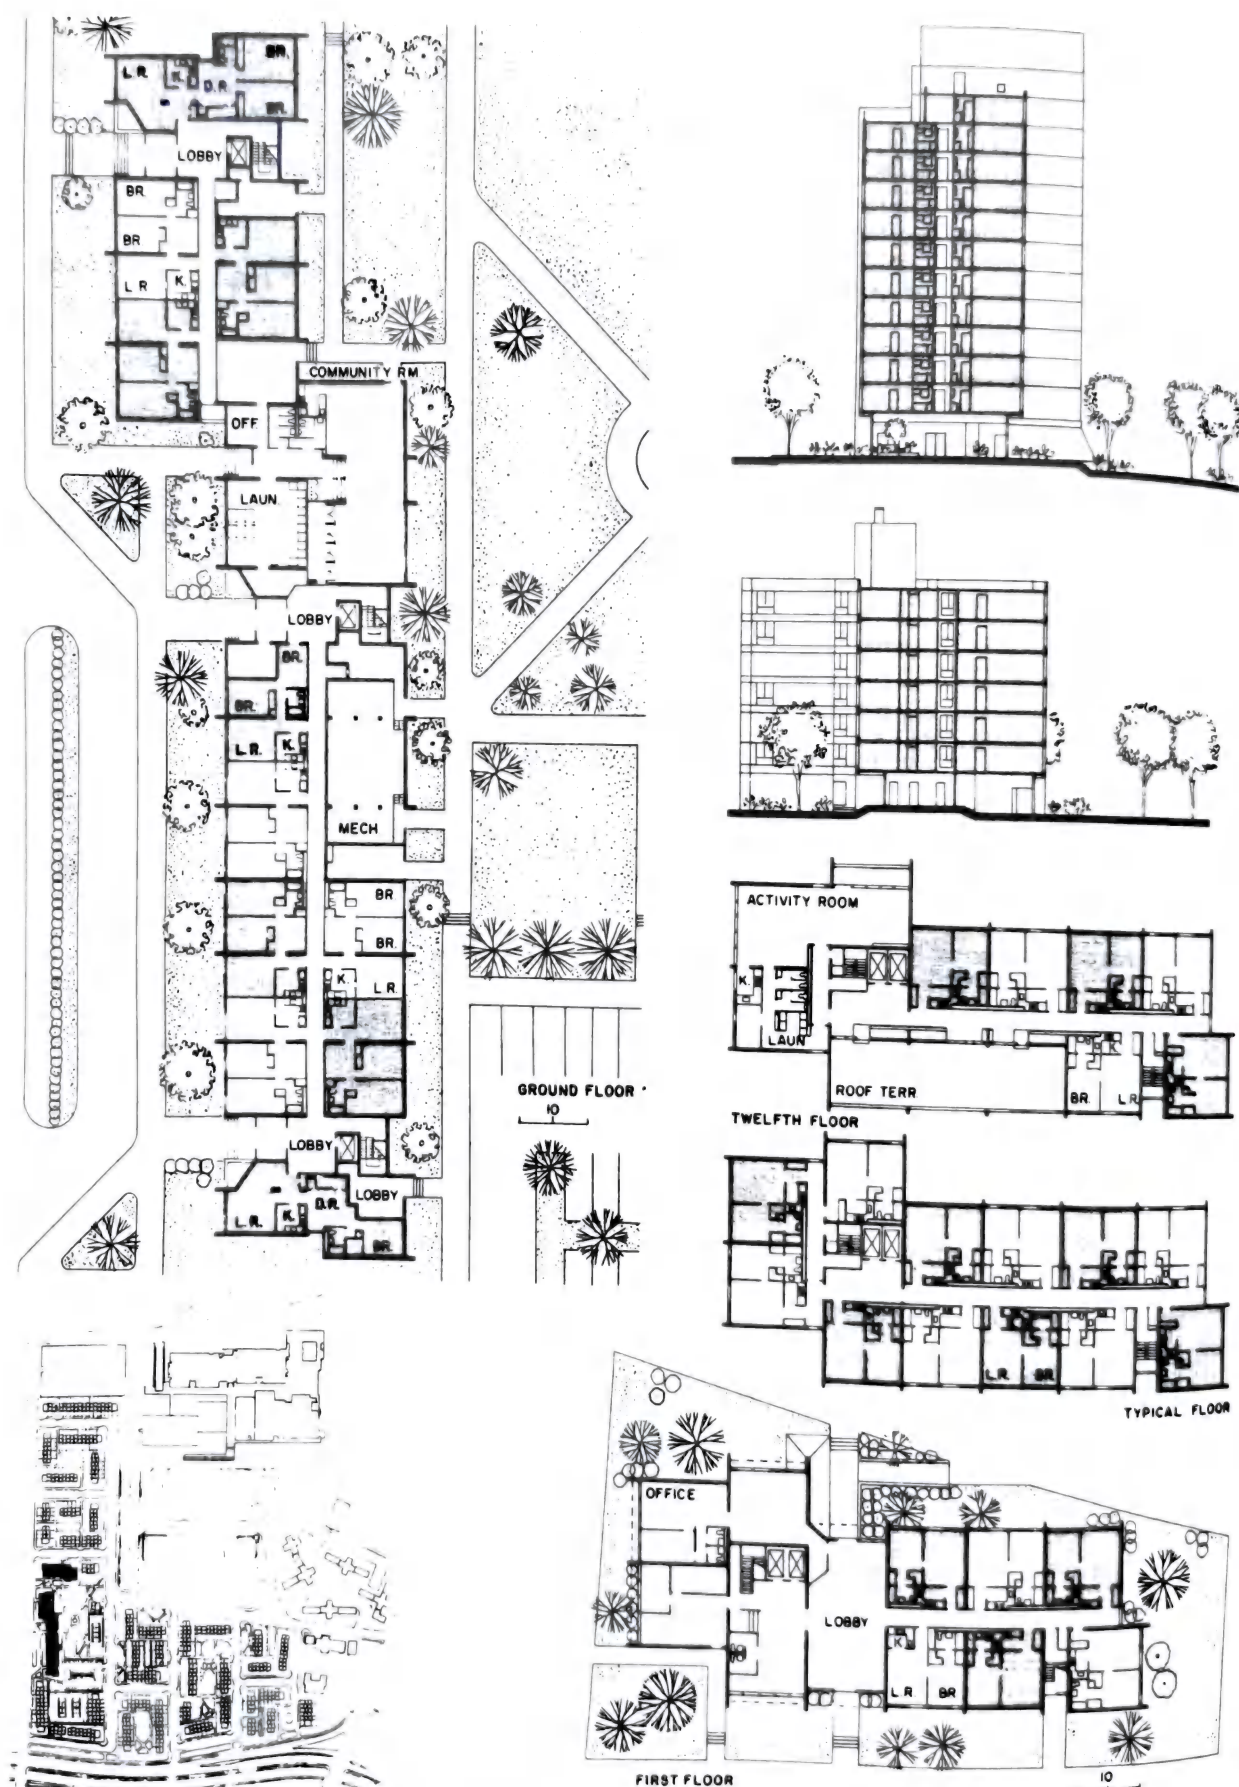 BR.
L.R.
K.
D.R.
BR.
LOBBY
BR.
BR
L.R
K.
COMMUNITY RM
OFF.
LAUN.
LOBBY
BR.
BR.
L.R.
K.
MECH
BR
BR.
K.
L.R.
GROUND FLOOR
10
LOBBY
D.R.
LOBBY
L.R.
K.
BR.
ACTIVITY ROOM
K.
LAUN
ROOF TERR.
K
BR.
L.R.
TWELFTH FLOOR
L.R.
BR.
TYPICAL FLOOR
OFFICE
LOBBY
K
L.R
BR
FIRST FLOOR
10